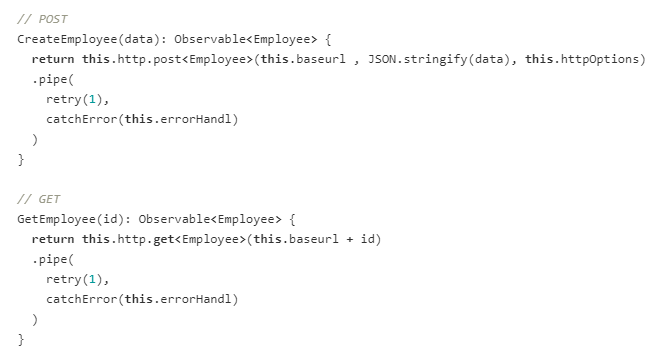 // POST
CreateEmployee(data): Observable<Employee> {
  return this.http.post<Employee>(this.baseurl , JSON.stringify(data), this.httpOptions)
  .pipe(
    retry(1),
    catchError(this.errorHandl)
  )
}

// GET
GetEmployee(id): Observable<Employee> {
  return this.http.get<Employee>(this.baseurl + id)
  .pipe(
    retry(1),
    catchError(this.errorHandl)
  )
}